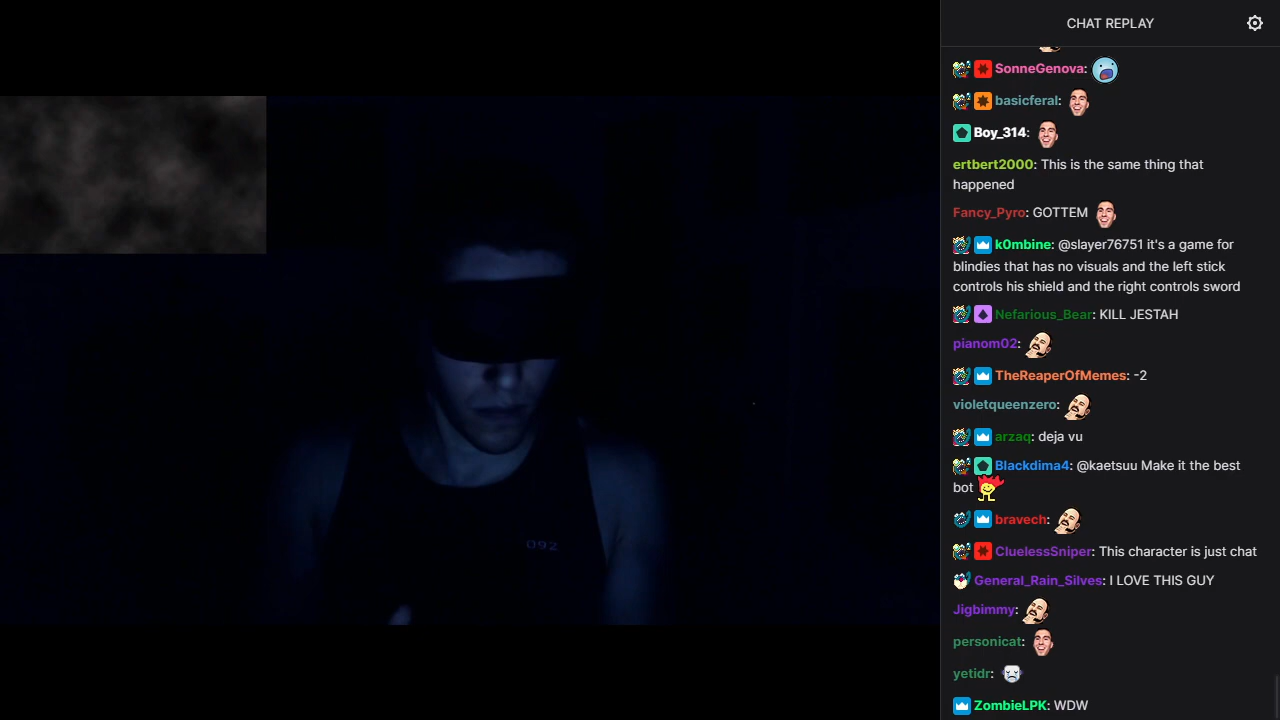 CHAT REPLAY
SonneGenova:
basicferal:
Boy_314:
ertbert2000: This is the same thing that
happened
Fancy_Pyro: GOTTEM
k0mbine: @slayer76751 it's a game for
blindies that has no visuals and the left stick
controls his shield and the right controls sword
Nefarious_Bear: KILL JESTAH
pianom02:
TheReaperOfMemes: -2
violetqueenzero:
arzaq: deja vu
Blackdima4: @kaetsuu Make it the best
bot
bravech:
CluelessSniper: This character is just chat
General_Rain_Silves: I LOVE THIS GUY
Jigbimmy:
personicat:
yetidr:
ZombieLPK: WDW
092